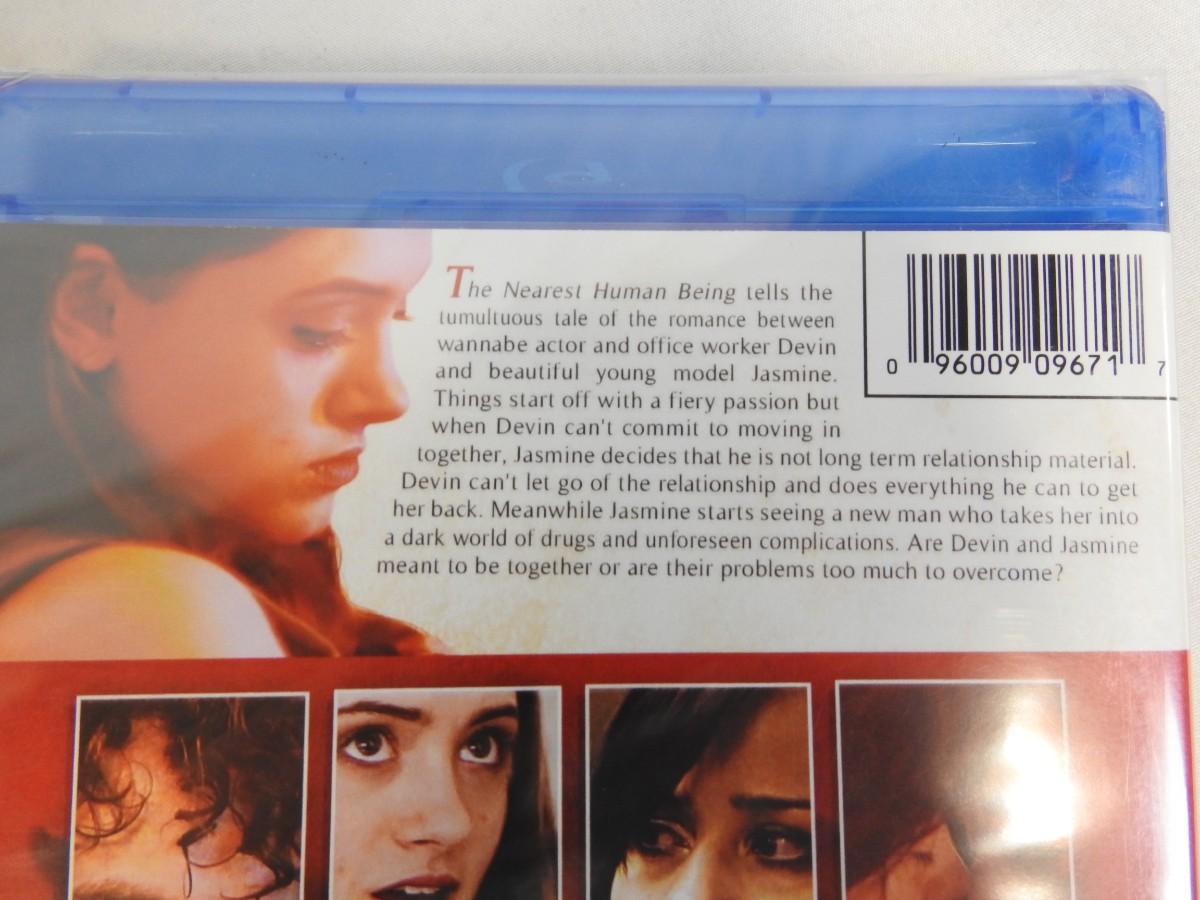 The Nearest Human Being tells the
tumultuous tale of the romance between
wannabe actor and office worker Devin
and beautiful young model Jasmine.
Things start off with a fiery passion but
when Devin can't commit to moving in
together, Jasmine decides that he is not long term relationship material.
Devin can't let go of the relationship and does everything he can to get
her back. Meanwhile Jasmine starts seeing a new man who takes her into
a dark world of drugs and unforeseen complications. Are Devin and Jasmine
meant to be together or are their problems too much to overcome?
0 96009 09671 7